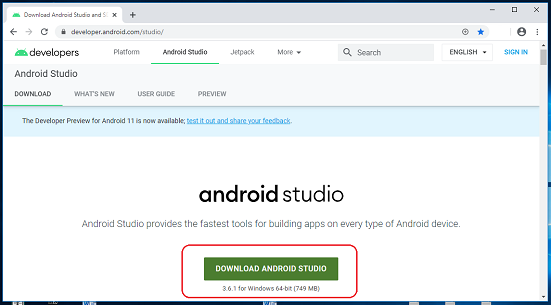 Download Android Studio and S
developer.android.com/studio/
developers
Platform
Android Studio
Jetpack
More
Search
ENGLISH
SIGN IN
Android Studio
DOWNLOAD
WHAT'S NEW
USER GUIDE
PREVIEW
The Developer Preview for Android 11 is now available; test it out and share your feedback.
android studio
Android Studio provides the fastest tools for building apps on every type of Android device.
DOWNLOAD ANDROID STUDIO
3.6.1 for Windows 64-bit (749 MB)